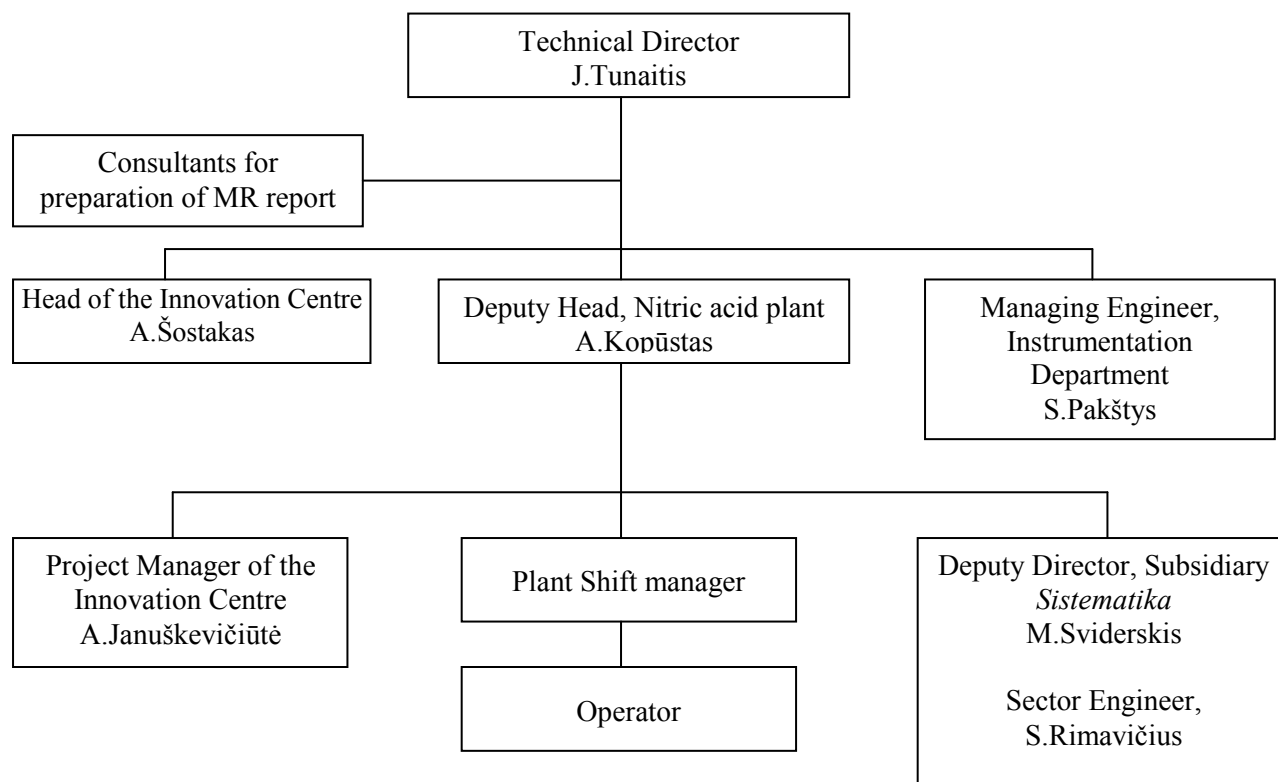 Technical Director
J.Tunaitis
Consultants for
preparation of MR report
Head of the Innovation Centre
A.Šostakas
Deputy Head, Nitric acid plant
A.Kopūstas
Managing Engineer,
Instrumentation
Department
S.Pakštys
Project Manager of the
Innovation Centre
A.Januškevičiūtė
Plant Shift manager
Operator
Deputy Director, Subsidiary
Sistematika
M.Sviderskis
Sector Engineer,
S.Rimavičius